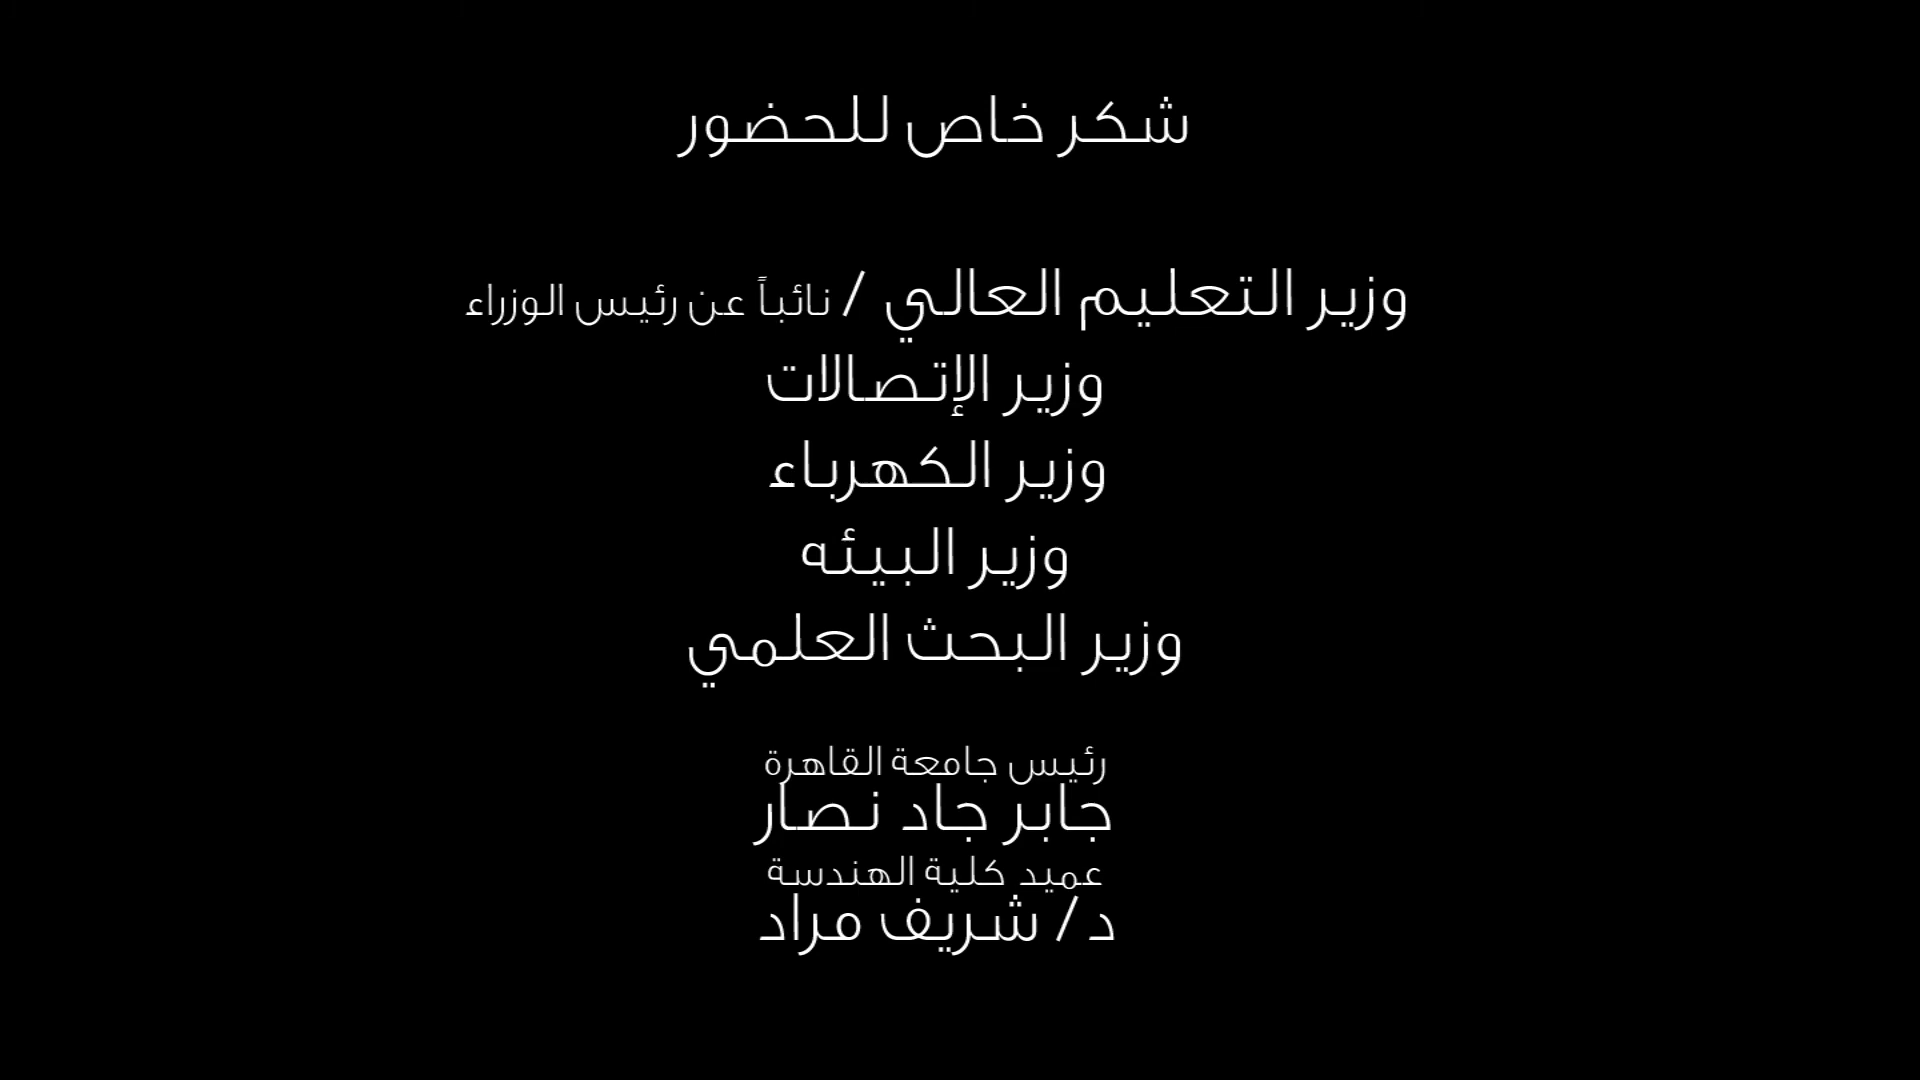 شكر خاص للحضور
وزير التعليم العالي / نائباً عن رئيس الوزراء
وزير الإتصالات
وزير الكهرباء
وزير البيئه
وزير البحث العلمي
رئيس جامعة القاهرة
جابر جاد نصار
عميد كلية الهندسة
د/ شريف مراد